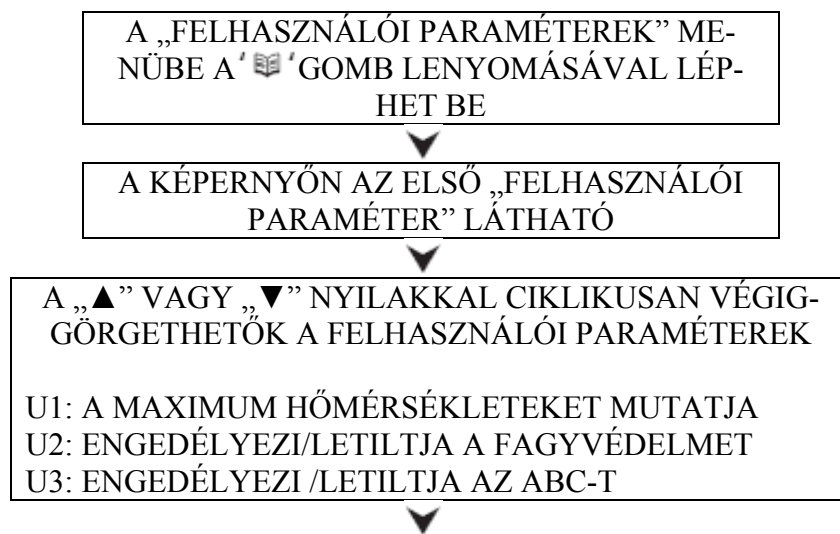 A „FELHASZNÁLÓI PARAMÉTEREK” ME-
NÜBE A ‘ 📖 ‘GOMB LENYOMÁSÁVAL LÉP-
HET BE
A KÉPERNYŐN AZ ELSŐ „FELHASZNÁLÓI
PARAMÉTER” LÁTHATÓ
A „▲” VAGY „▼” NYILAKKAL CIKLIKUSAN VÉGIG-
GÖRGETHETŐK A FELHASZNÁLÓI PARAMÉTEREK
U1: A MAXIMUM HŐMÉRSÉKLETEKET MUTATJA
U2: ENGEDÉLYEZI/LETILTJA A FAGYVÉDELMET
U3: ENGEDÉLYEZI /LETILTJA AZ ABC-T